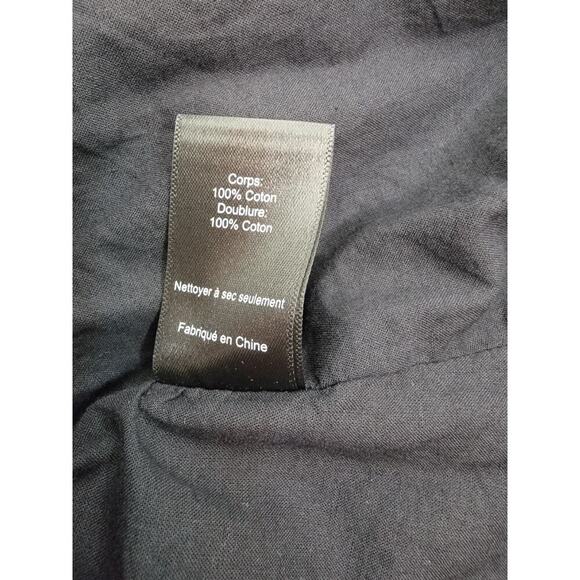 Corps:
100% Coton
Doublure:
100% Coton
Nettoyer à sec seulement
Fabriqué en Chine